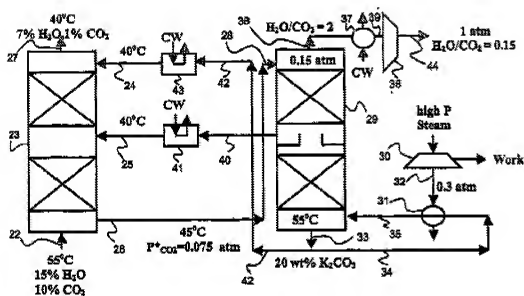 40°C
7% H₂O,1% CO₂
27
40°C
24
CW
43
42
28
38
H₂O/CO₂ = 2
0.15 atm
37
39
CW
36
44
1 atm
H₂O/CO₂ = 0.15
23
40°C
25
CW
41
40
29
high P
Steam
30
Work
32
0.3 atm
31
22
55°C
15% H₂O
10% CO₂
26
45°C
P*CO₂=0.075 atm
55°C
33
35
42
20 wt% K₂CO₃
34